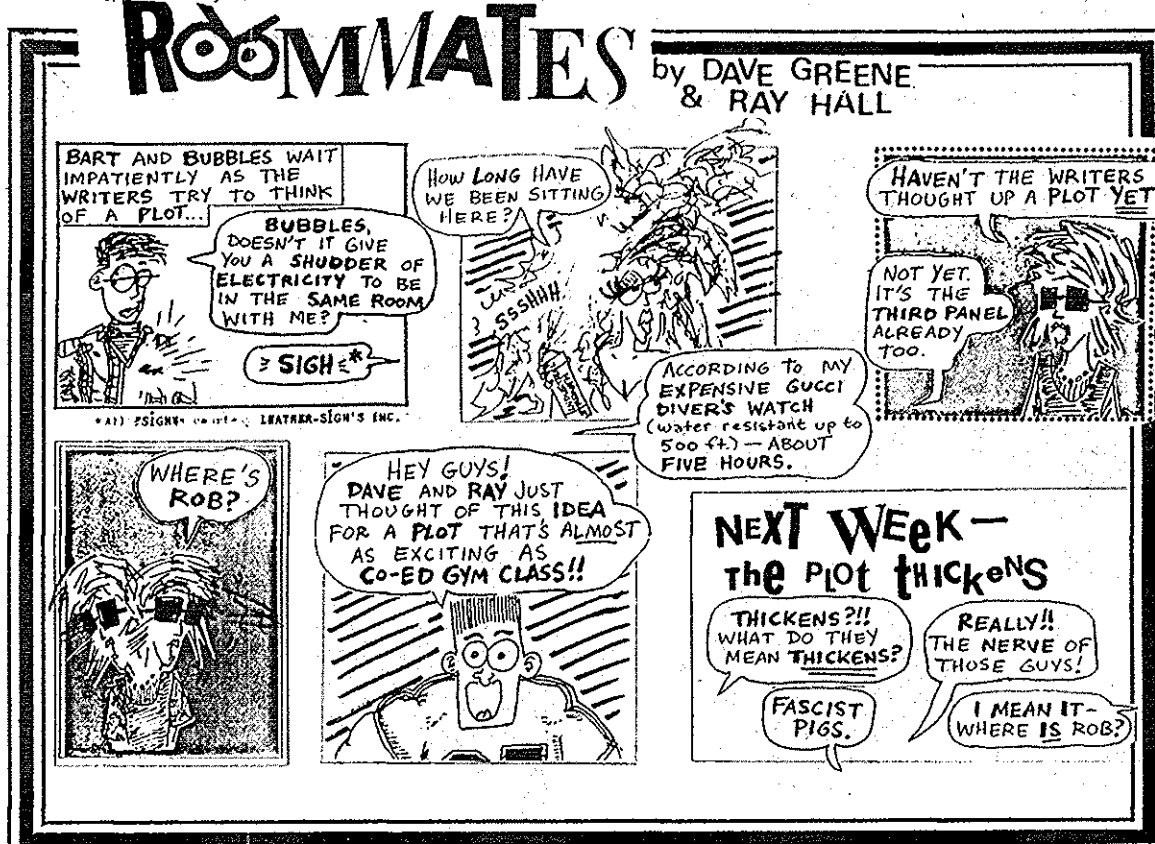 ROOMMATES
by DAVE GREENE
& RAY HALL
BART AND BUBBLES WAIT
IMPATIENTLY AS THE
WRITERS TRY TO THINK
OF A PLOT...
BUBBLES,
DOESN'T IT GIVE
YOU A SHUDDER OF
ELECTRICITY TO BE
IN THE SAME ROOM
WITH ME?
SIGH *
LEATHER-SIGH'S INC.
HOW LONG HAVE
WE BEEN SITTING
HERE?
SSSHHH
ACCORDING TO MY
EXPENSIVE GUCCI
DIVER'S WATCH
(water resistant up to
500 ft.) — ABOUT
FIVE HOURS.
HAVEN'T THE WRITERS
THOUGHT UP A PLOT YET
NOT YET.
IT'S THE
THIRD PANEL
ALREADY
TOO.
WHERE'S
ROB?
HEY GUYS!
DAVE AND RAY JUST
THOUGHT OF THIS IDEA
FOR A PLOT THAT'S ALMOST
AS EXCITING AS
CO-ED GYM CLASS!!
NEXT WEEK—
The PLOT THICKENS
THICKENS?!!
WHAT DO THEY
MEAN THICKENS?
REALLY!!
THE NERVE OF
THOSE GUYS!
FASCIST
PIGS.
I MEAN IT-
WHERE IS ROB?